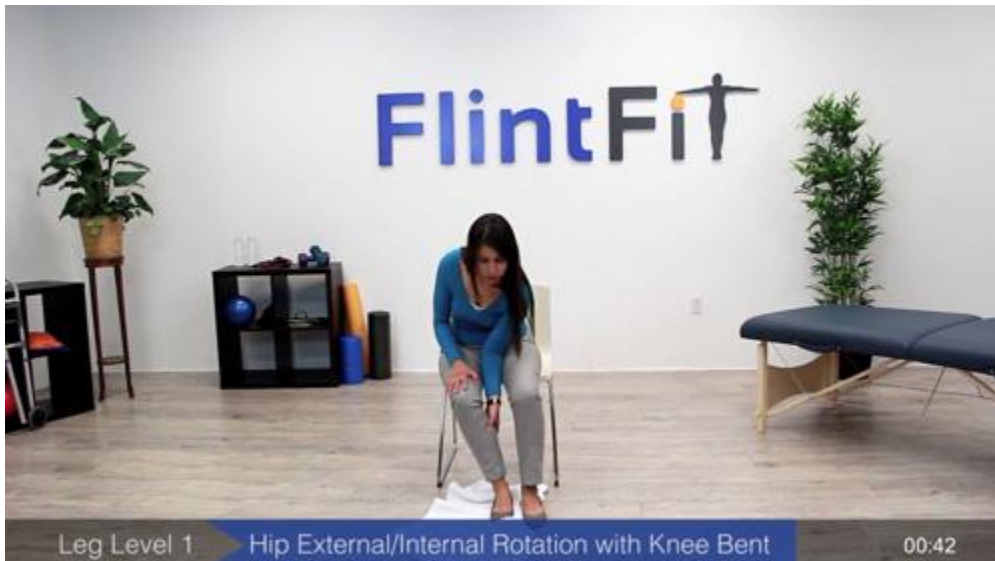 FlintFiT
Leg Level 1 Hip External/Internal Rotation with Knee Bent 00:42